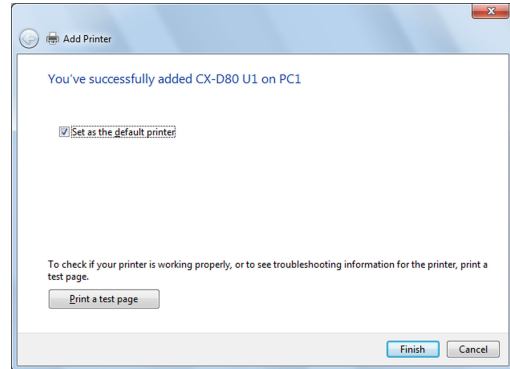 Add Printer
You've successfully added CX-D80 U1 on PC1
Set as the default printer
To check if your printer is working properly, or to see troubleshooting information for the printer, print a
test page.
Print a test page
Finish Cancel